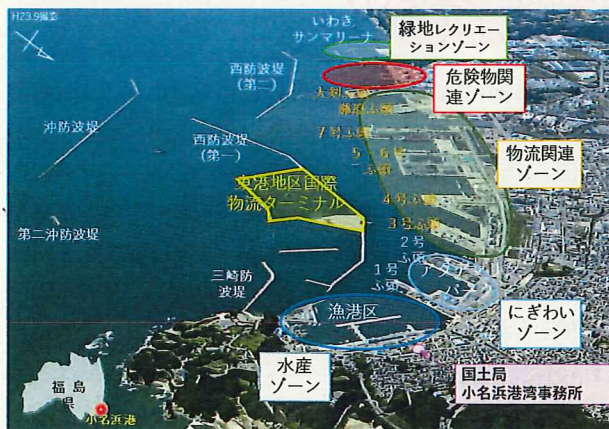 H23.9撮影
いわき
サンマリーナ
緑地レクリエー
ションゾーン
危険物関
連ゾーン
西防波堤
(第二)
大剣ふ頭
藤原ふ頭
沖防波堤
西防波堤
(第一)
7号ふ頭
5 6号
ふ頭
物流関連
ゾーン
東港地区国際
物流ターミナル
4号ふ頭
3号ふ頭
第二沖防波堤
2号
ふ頭
1号
ふ頭
アクア
パーク
三崎防
波堤
漁港区
にぎわい
ゾーン
水産
ゾーン
国土局
小名浜港湾事務所
福島
県
小名浜港